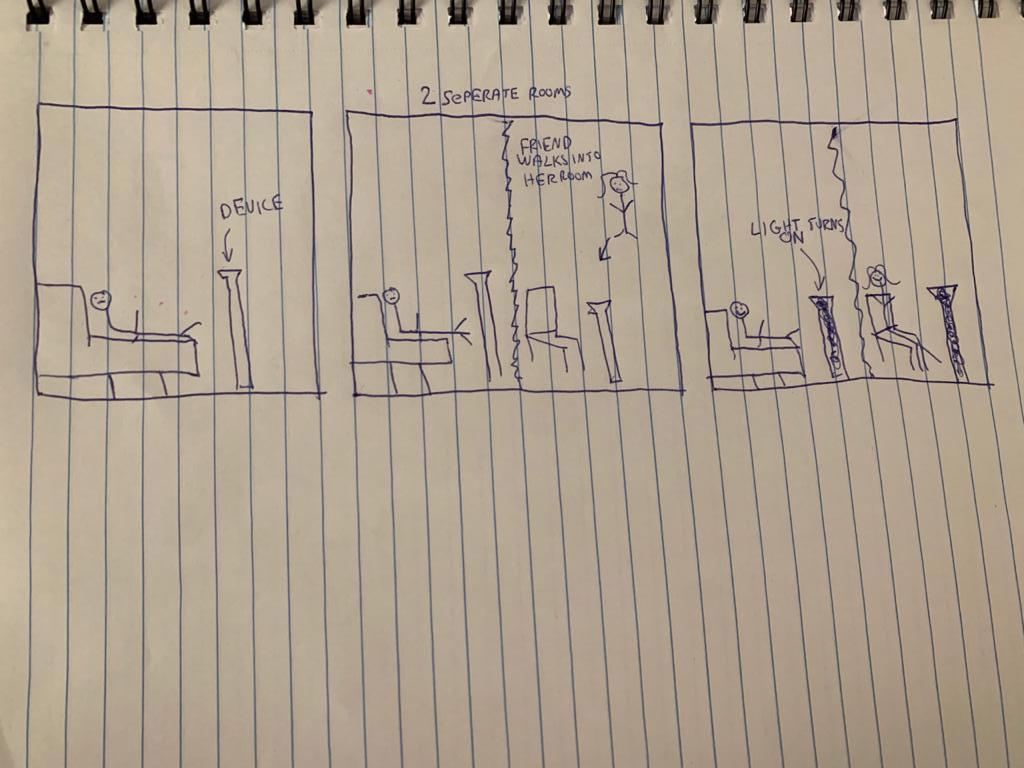 2 SEPERATE ROOMS
DEVICE
FRIEND
WALKS INTO
HER ROOM
LIGHT TURNS
ON